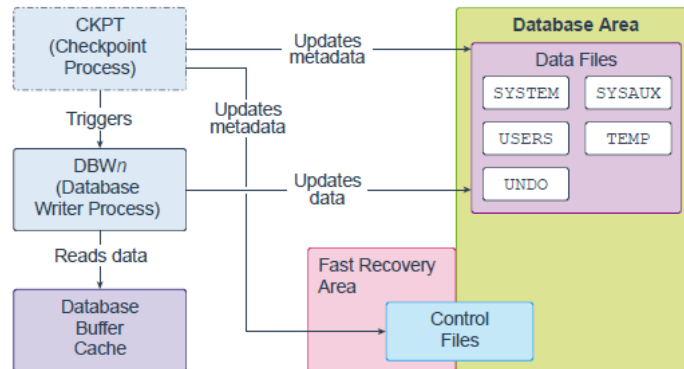 CKPT
(Checkpoint
Process)
Updates
metadata
Database Area
Data Files
SYSTEM
SYSAUX
USERS
TEMP
UNDO
Triggers
Updates
metadata
DBWn
(Database
Writer Process)
Updates
data
Reads data
Fast Recovery
Area
Database
Buffer
Cache
Control
Files